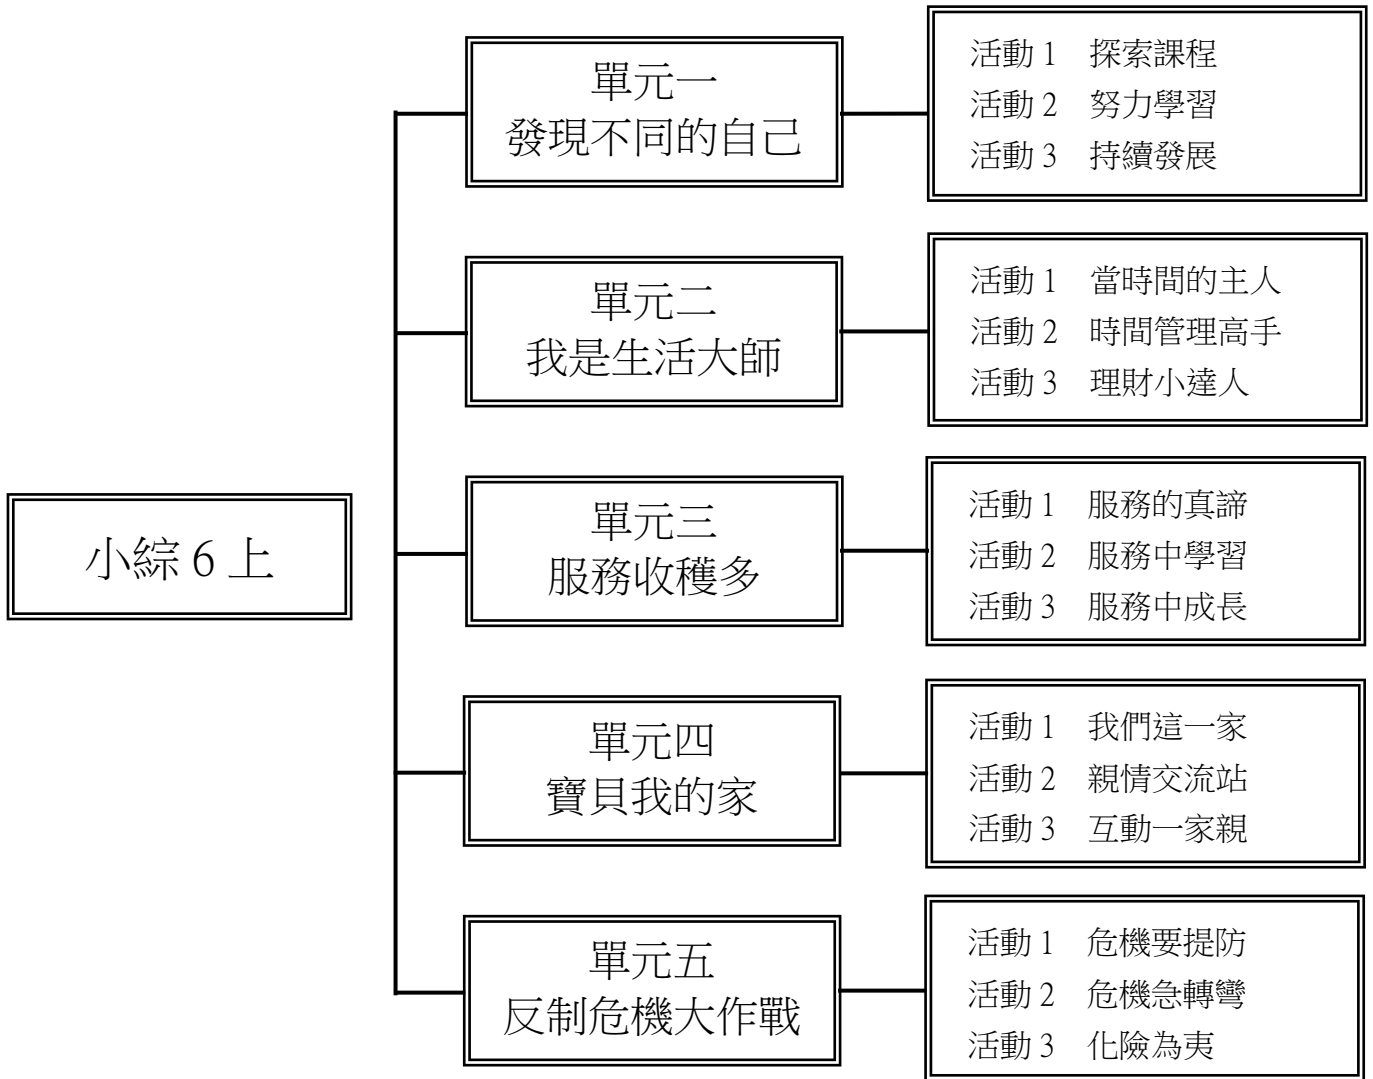 小綜6上
單元一
發現不同的自己
活動1 探索課程
活動2 努力學習
活動3 持續發展
單元二
我是生活大師
活動1 當時間的主人
活動2 時間管理高手
活動3 理財小達人
單元三
服務收穫多
活動1 服務的真諦
活動2 服務中學習
活動3 服務中成長
單元四
寶貝我的家
活動1 我們這一家
活動2 親情交流站
活動3 互動一家親
單元五
反制危機大作戰
活動1 危機要提防
活動2 危機急轉彎
活動3 化險為夷